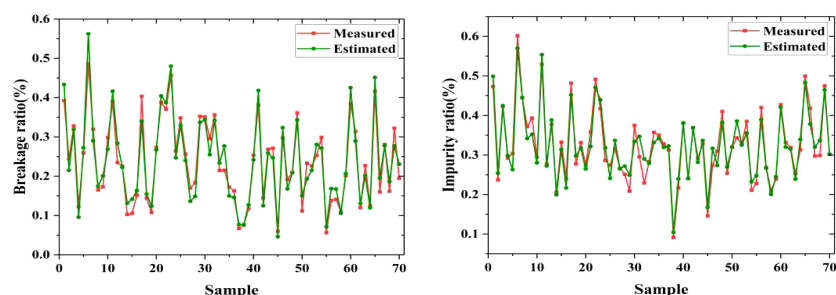 Breakage ratio(%)
0.6
0.5
0.4
0.3
0.2
0.1
0.0
Measured
Estimated
0 10 20 30 40 50 60 70
Sample
Impurity ratio(%)
0.6
0.5
0.4
0.3
0.2
0.1
Measured
Estimated
0 10 20 30 40 50 60 70
Sample